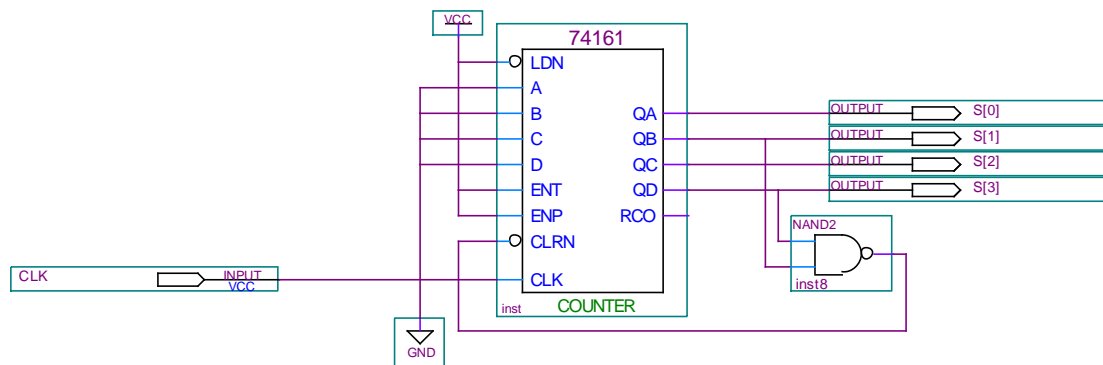 VCC
74161
LDN
A
B
C
D
ENT
ENP
CLRN
CLK
QA
QB
QC
QD
RCO
inst
COUNTER
OUTPUT S[0]
OUTPUT S[1]
OUTPUT S[2]
OUTPUT S[3]
NAND2
inst8
CLK INPUT
VCC
GND